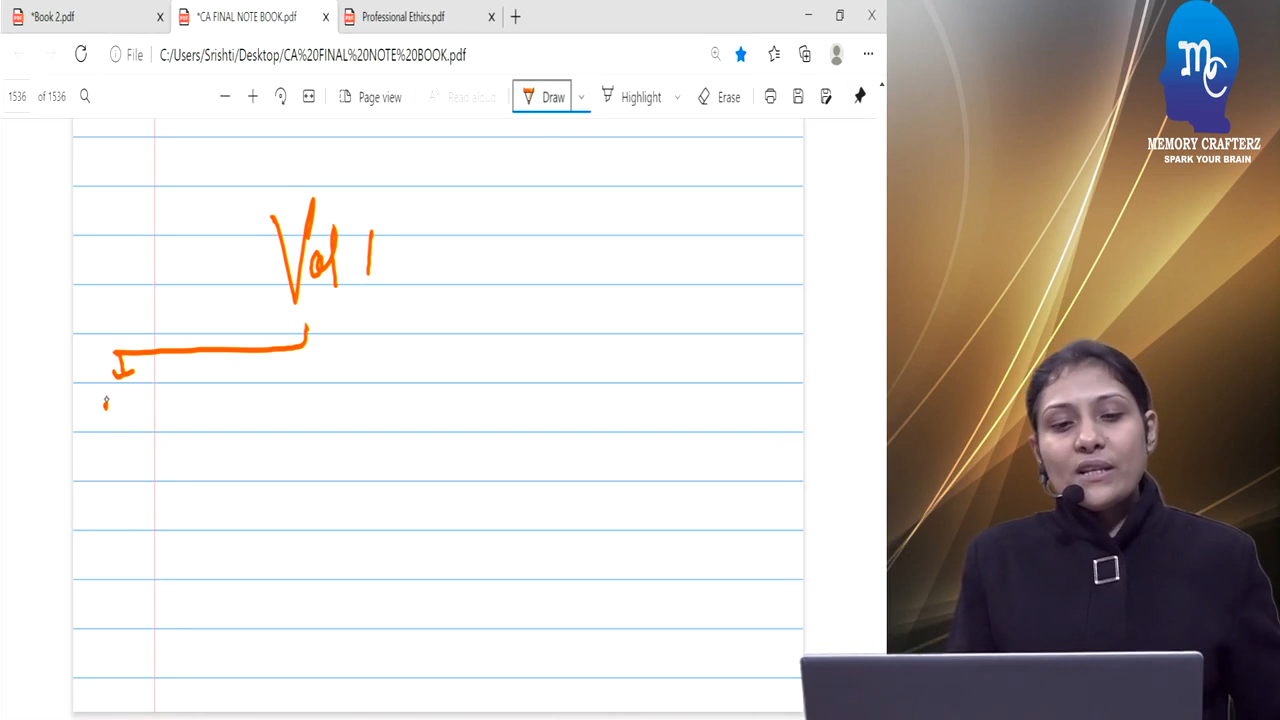 *Book 2.pdf
*CA FINAL NOTE BOOK.pdf
Professional Ethics.pdf
File C:/Users/Srishti/Desktop/CA%20FINAL%20NOTE%20BOOK.pdf
1536 of 1536
Page view
Read aloud
Draw
Highlight
Erase
Vol 1
MC
MEMORY CRAFTERZ
SPARK YOUR BRAIN